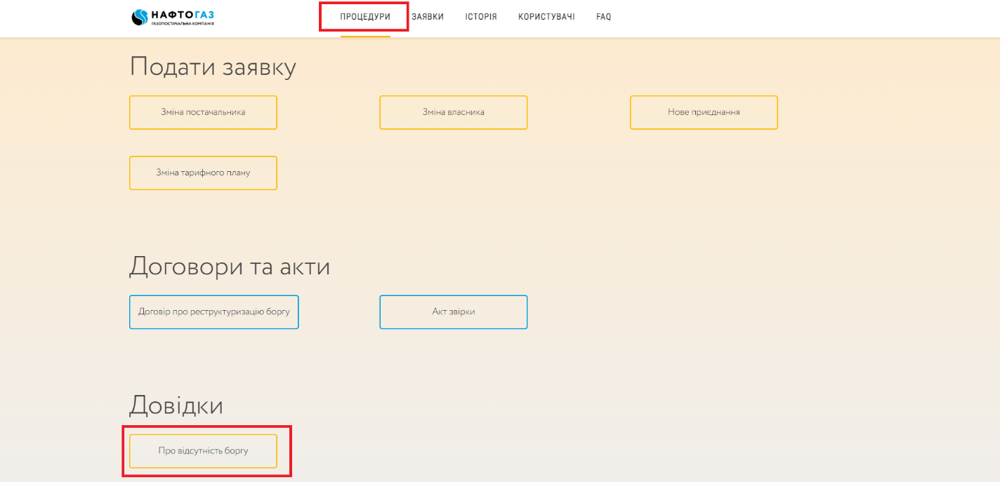 НАФТОГАЗ
ГАЗОПОСТАЧАЛЬНА КОМПАНІЯ
ПРОЦЕДУРИ ЗАЯВКИ ІСТОРІЯ КОРИСТУВАЧІ FAQ
Подати заявку
Зміна постачальника Зміна власника Нове приєднання
Зміна тарифного плану
Договори та акти
Договір про реструктуризацію боргу Акт звірки
Довідки
Про відсутність боргу